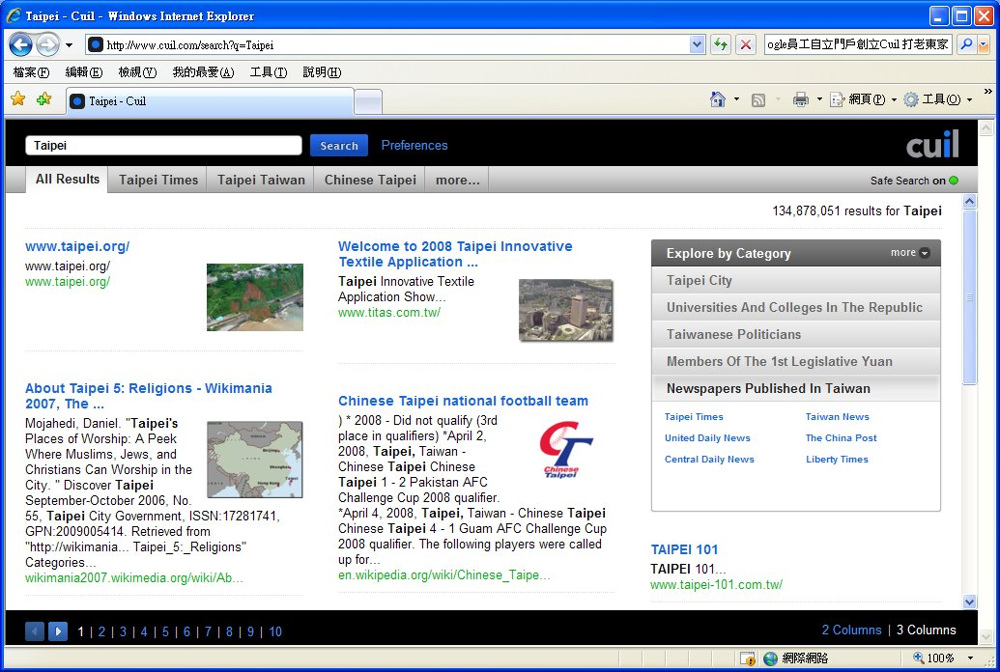 Taipei - Cuil - Windows Internet Explorer
http://www.cuil.com/search?q=Taipei
ogle員工自立門戶創立Cuil 打老東家
檔案(F) 編輯(E) 檢視(V) 我的最愛(A) 工具(T) 說明(H)
Taipei - Cuil
網頁(P) 工具(O)
Taipei Search Preferences
cuil
All Results Taipei Times Taipei Taiwan Chinese Taipei more...
Safe Search on
134,878,051 results for Taipei
www.taipei.org/
www.taipei.org/
www.taipei.org/
About Taipei 5: Religions - Wikimania
2007, The ...
Mojahedi, Daniel. "Taipei's
Places of Worship: A Peek
Where Muslims, Jews, and
Christians Can Worship in the
City. " Discover Taipei
September-October 2006, No.
55, Taipei City Government, ISSN:17281741,
GPN:2009005414. Retrieved from
"http://wikimania... Taipei_5:_Religions"
Categories...
wikimania2007.wikimedia.org/wiki/Ab...
Beijing
Shanghai
Taipei
Hong Kong
Welcome to 2008 Taipei Innovative
Textile Application ...
Taipei Innovative Textile
Application Show...
www.titas.com.tw/
Chinese Taipei national football team
) * 2008 - Did not qualify (3rd
place in qualifiers) *April 2,
2008, Taipei, Taiwan -
Chinese Taipei Chinese
Taipei 1 - 2 Pakistan AFC
Challenge Cup 2008 qualifier.
*April 4, 2008, Taipei, Taiwan - Chinese Taipei
Chinese Taipei 4 - 1 Guam AFC Challenge Cup
2008 qualifier. The following players were called
up for...
en.wikipedia.org/wiki/Chinese_Taipe...
CT
Chinese
Taipei
Explore by Category more
Taipei City
Universities And Colleges In The Republic
Taiwanese Politicians
Members Of The 1st Legislative Yuan
Newspapers Published In Taiwan
Taipei Times Taiwan News
United Daily News The China Post
Central Daily News Liberty Times
TAIPEI 101
TAIPEI 101...
www.taipei-101.com.tw/
1 | 2 | 3 | 4 | 5 | 6 | 7 | 8 | 9 | 10
2 Columns | 3 Columns
網際網路
100%